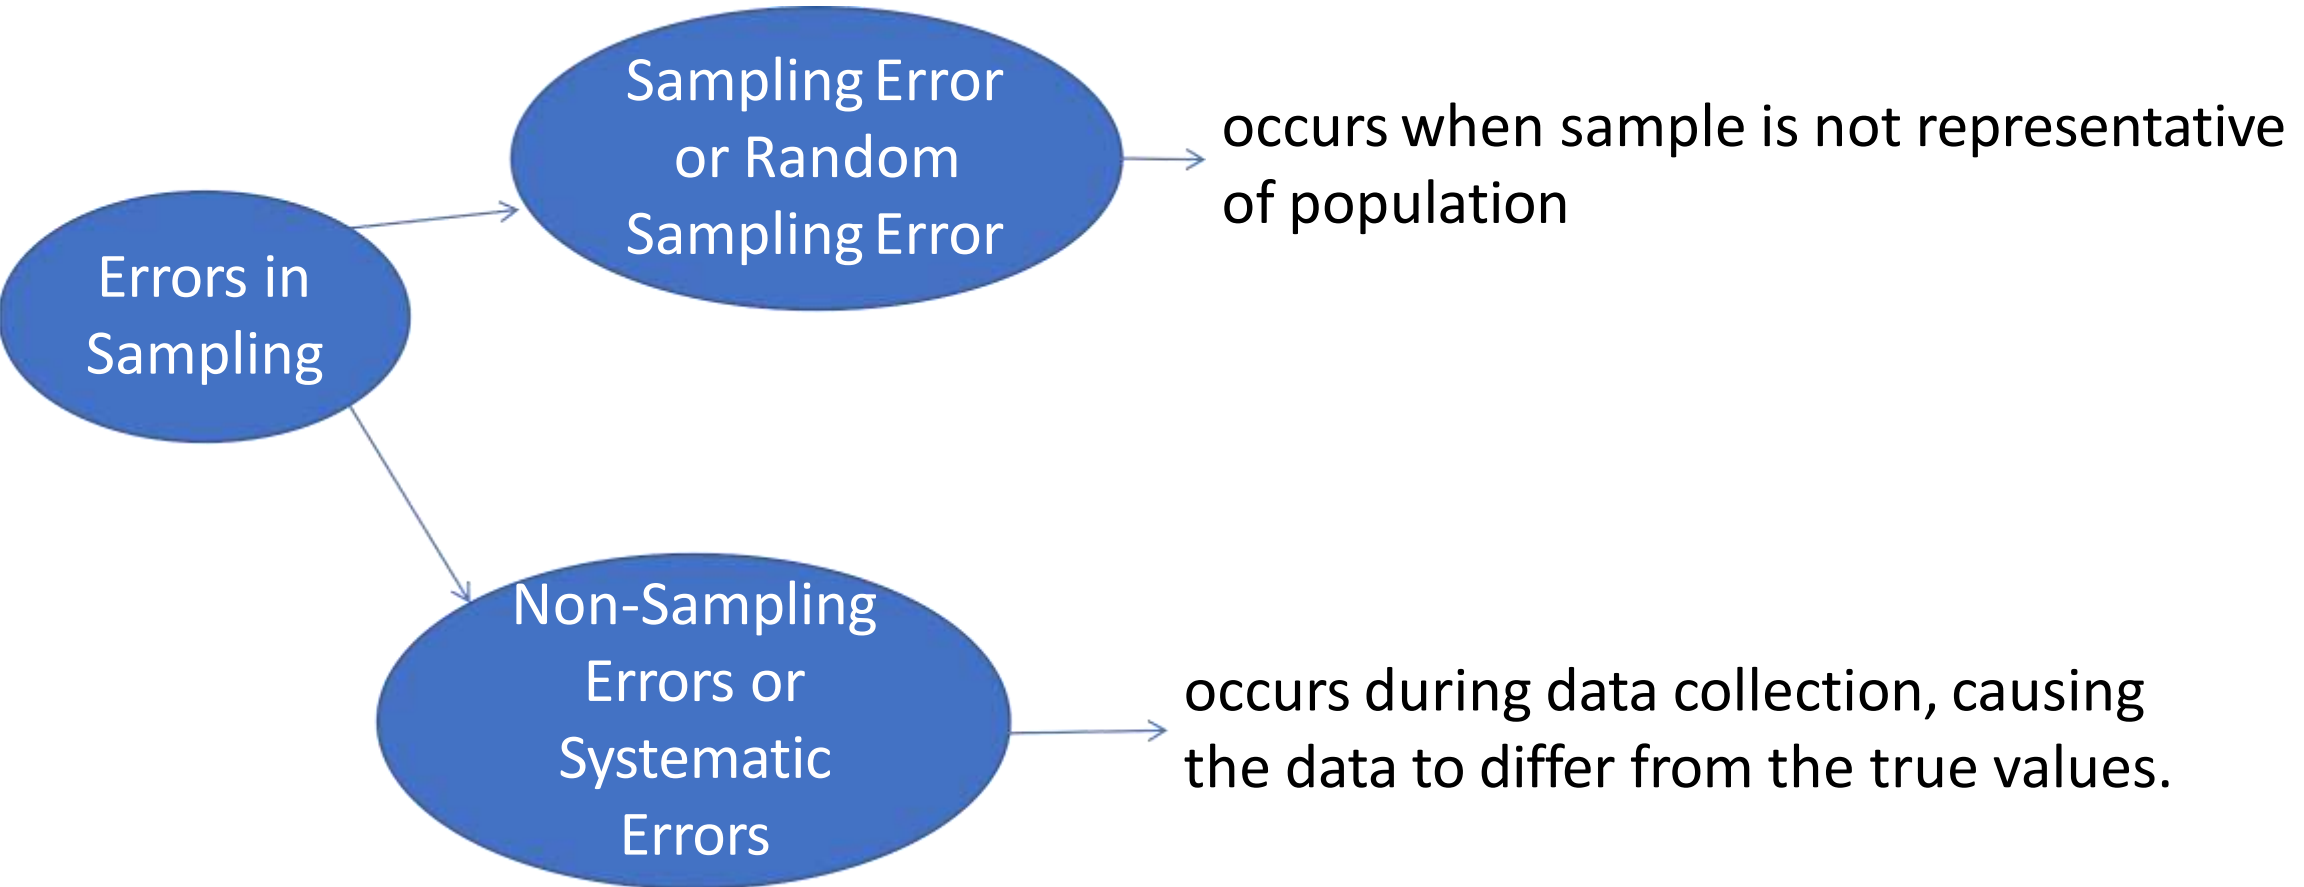 Errors in
Sampling
Sampling Error
or Random
Sampling Error
occurs when sample is not representative
of population
Non-Sampling
Errors or
Systematic
Errors
occurs during data collection, causing
the data to differ from the true values.